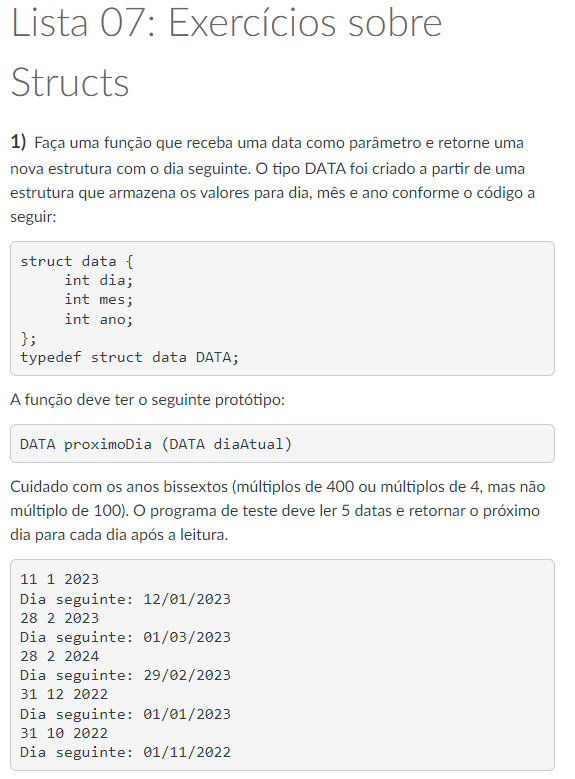 Lista 07: Exercícios sobre
Structs
1) Faça uma função que receba uma data como parâmetro e retorne uma
nova estrutura com o dia seguinte. O tipo DATA foi criado a partir de uma
estrutura que armazena os valores para dia, mês e ano conforme o código a
seguir:
struct data {
     int dia;
     int mes;
     int ano;
};
typedef struct data DATA;
A função deve ter o seguinte protótipo:
DATA proximoDia (DATA diaAtual)
Cuidado com os anos bissextos (múltiplos de 400 ou múltiplos de 4, mas não
múltiplo de 100). O programa de teste deve ler 5 datas e retornar o próximo
dia para cada dia após a leitura.
11 1 2023
Dia seguinte: 12/01/2023
28 2 2023
Dia seguinte: 01/03/2023
28 2 2024
Dia seguinte: 29/02/2023
31 12 2022
Dia seguinte: 01/01/2023
31 10 2022
Dia seguinte: 01/11/2022